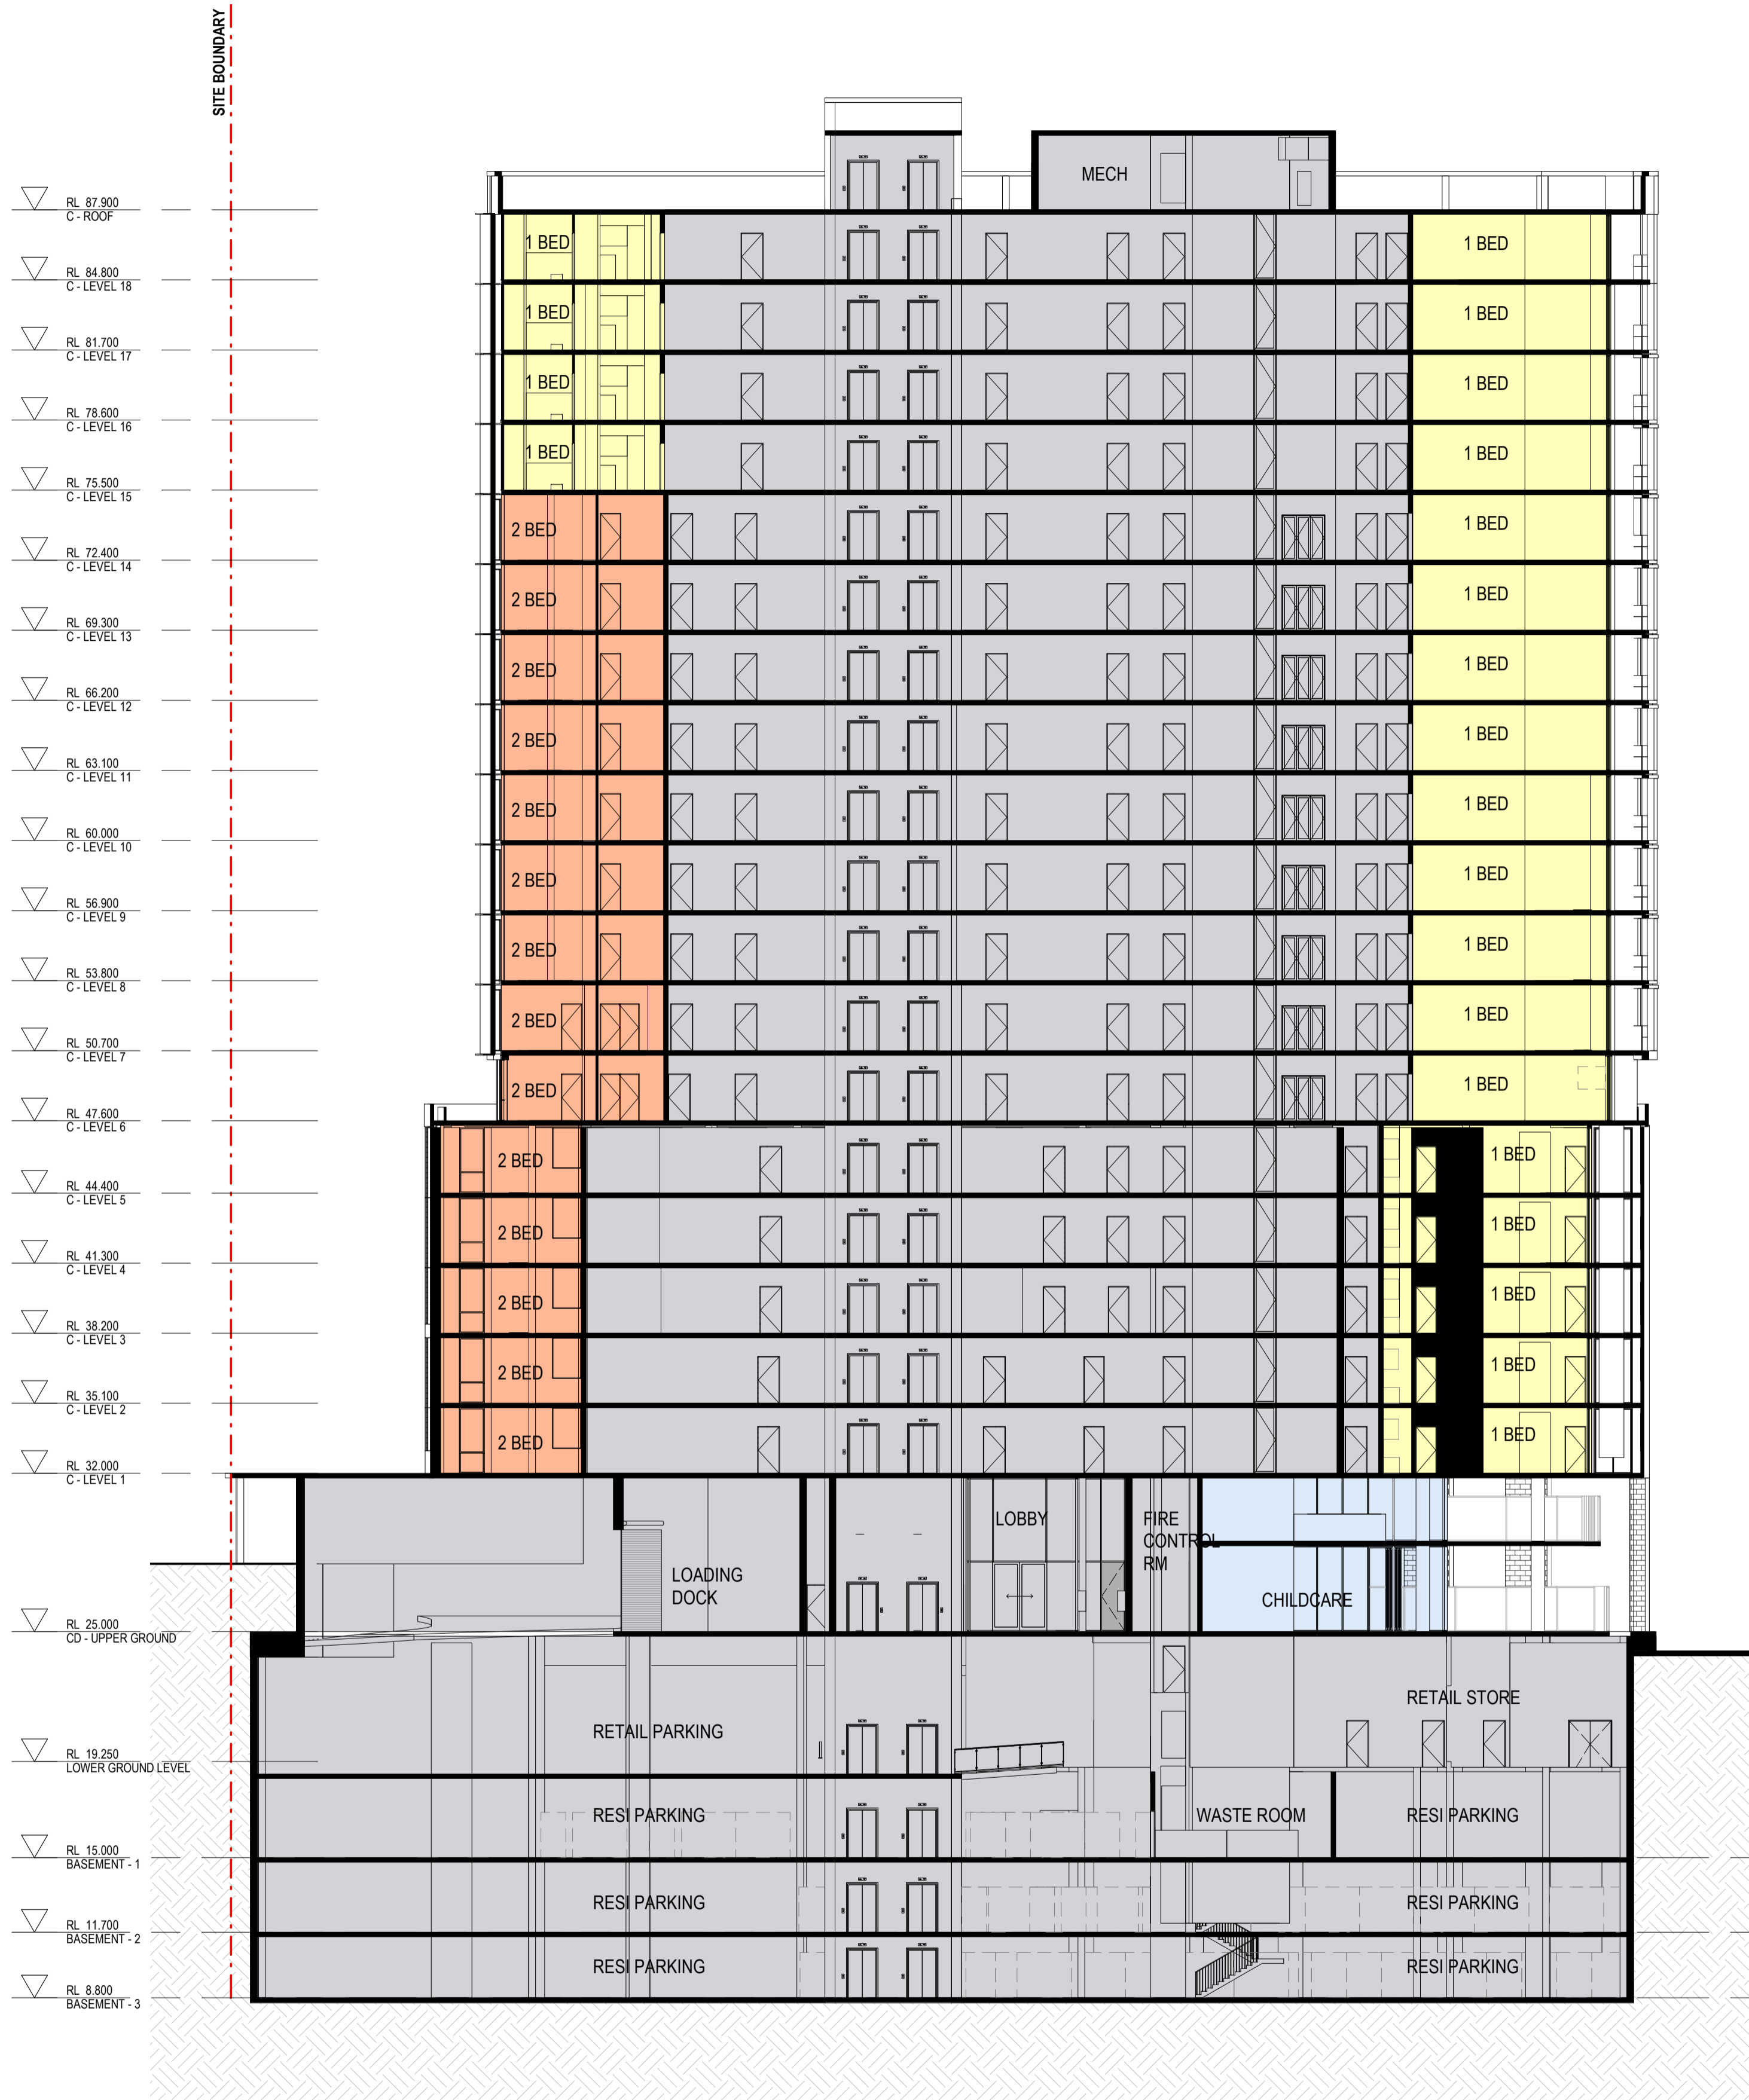 SITE BOUNDARY
MECH
RL 87.900
C - ROOF
1 BED
1 BED
RL 84.800
C - LEVEL 18
1 BED
1 BED
RL 81.700
C - LEVEL 17
1 BED
1 BED
RL 78.600
C - LEVEL 16
1 BED
1 BED
RL 75.500
C - LEVEL 15
2 BED
1 BED
RL 72.400
C - LEVEL 14
2 BED
1 BED
RL 69.300
C - LEVEL 13
2 BED
1 BED
RL 66.200
C - LEVEL 12
2 BED
1 BED
RL 63.100
C - LEVEL 11
2 BED
1 BED
RL 60.000
C - LEVEL 10
2 BED
1 BED
RL 56.900
C - LEVEL 9
2 BED
1 BED
RL 53.800
C - LEVEL 8
2 BED
1 BED
RL 50.700
C - LEVEL 7
2 BED
1 BED
RL 47.600
C - LEVEL 6
2 BED
1 BED
RL 44.400
C - LEVEL 5
2 BED
1 BED
RL 41.300
C - LEVEL 4
2 BED
1 BED
RL 38.200
C - LEVEL 3
2 BED
1 BED
RL 35.100
C - LEVEL 2
2 BED
1 BED
RL 32.000
C - LEVEL 1
LOBBY
FIRE
CONTROL
RM
LOADING
DOCK
CHILDCARE
RL 25.000
CD - UPPER GROUND
RETAIL PARKING
RETAIL STORE
RL 19.250
LOWER GROUND LEVEL
RESI PARKING
WASTE ROOM
RESI PARKING
RL 15.000
BASEMENT - 1
RESI PARKING
RESI PARKING
RL 11.700
BASEMENT - 2
RESI PARKING
RESI PARKING
RL 8.800
BASEMENT - 3